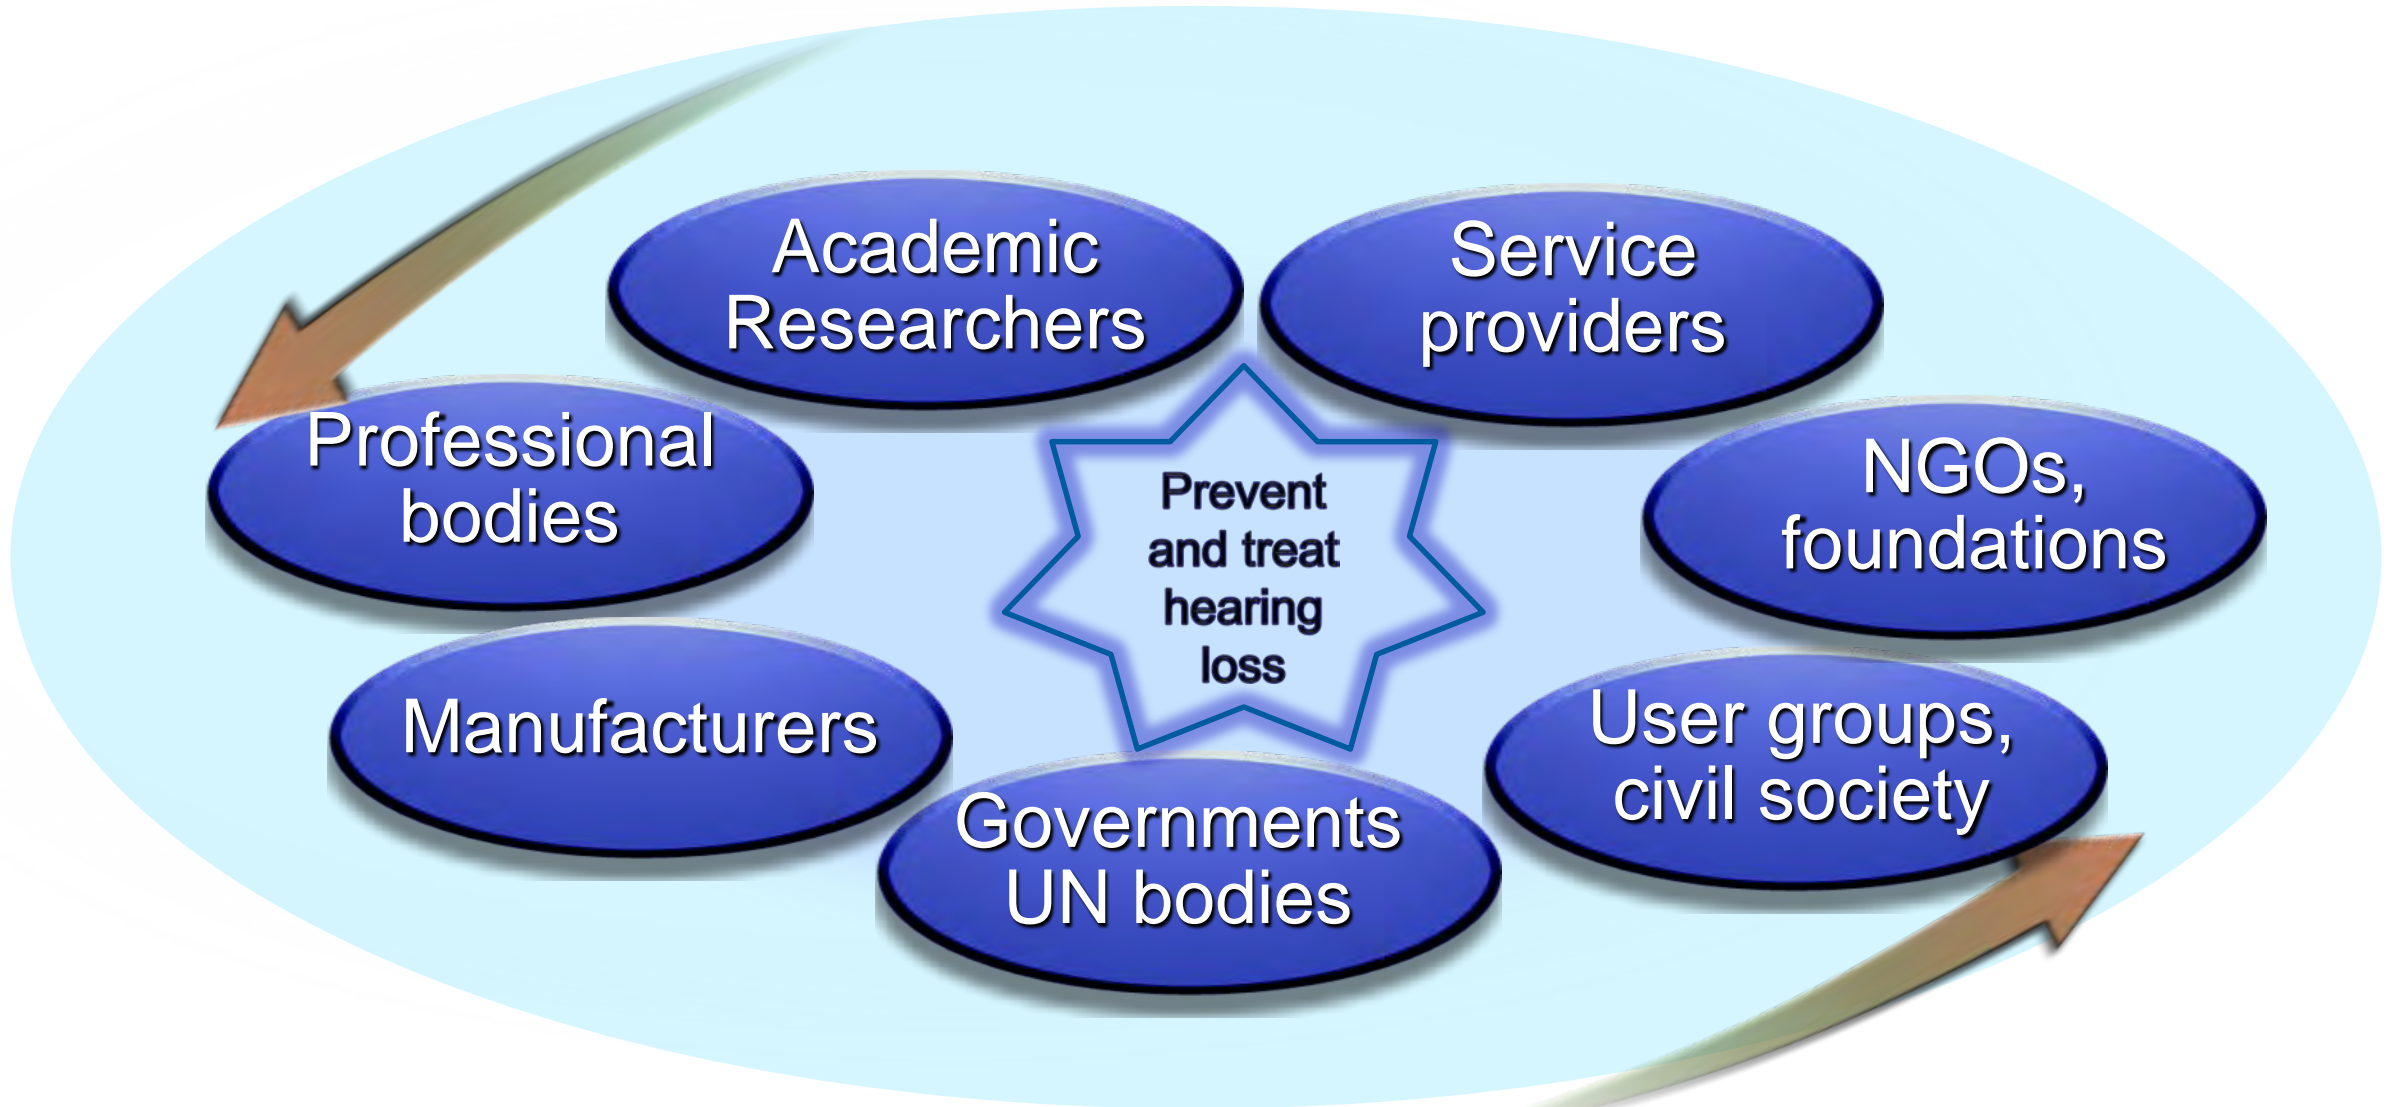 Academic
Researchers
Service
providers
Professional
bodies
NGOs,
foundations
Prevent
and treat
hearing
loss
Manufacturers
User groups,
civil society
Governments
UN bodies